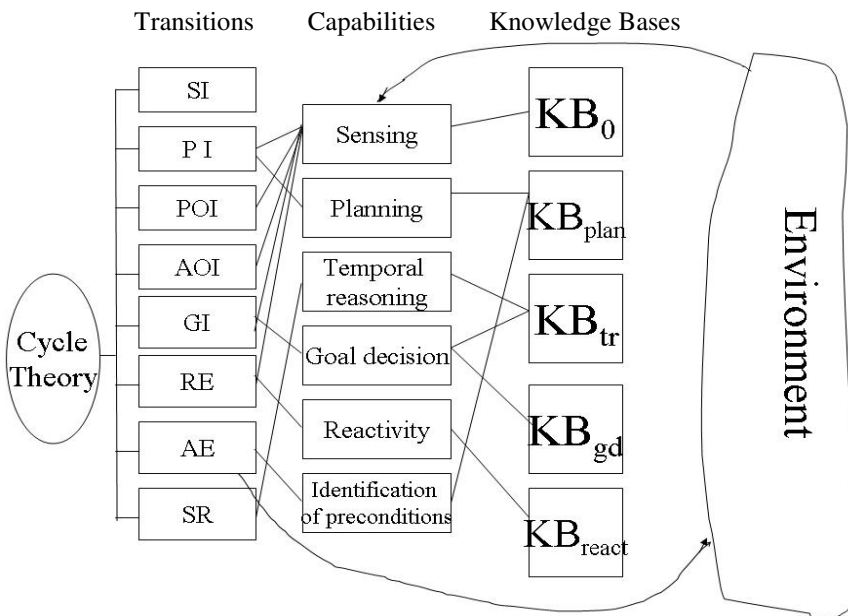 Transitions
Capabilities
Knowledge Bases
SI
P I
POI
AOI
GI
RE
AE
SR
Cycle
Theory
Sensing
Planning
Temporal
reasoning
Goal decision
Reactivity
Identification
of preconditions
KB0
KBplan
KBtr
KBgd
KBreact
Environment